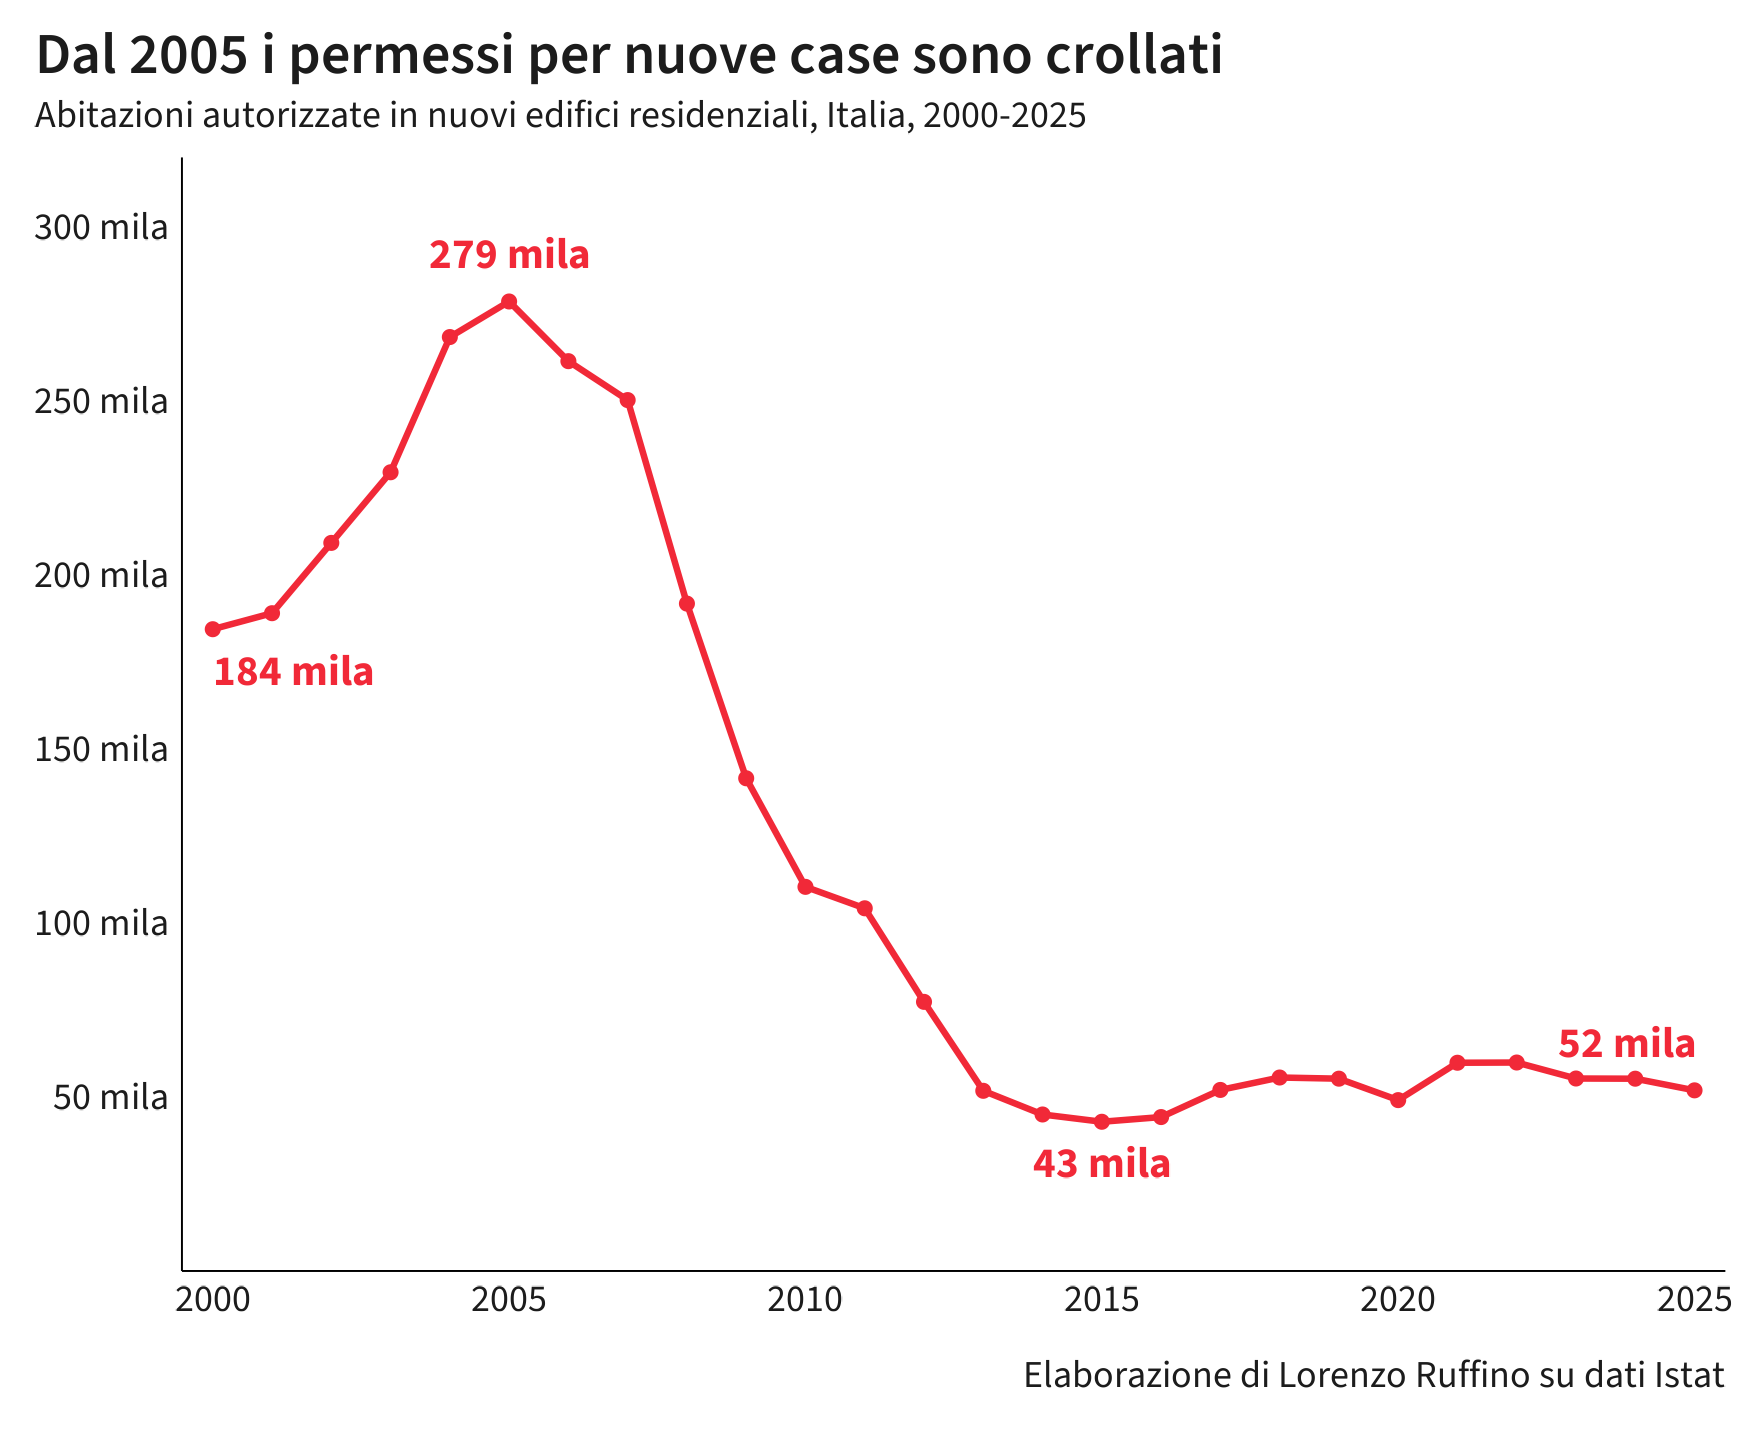 Dal 2005 i permessi per nuove case sono crollati
Abitazioni autorizzate in nuovi edifici residenziali, Italia, 2000-2025
300 mila
279 mila
250 mila
200 mila
184 mila
150 mila
100 mila
52 mila
50 mila
43 mila
2000 2005 2010 2015 2020 2025
Elaborazione di Lorenzo Ruffino su dati Istat